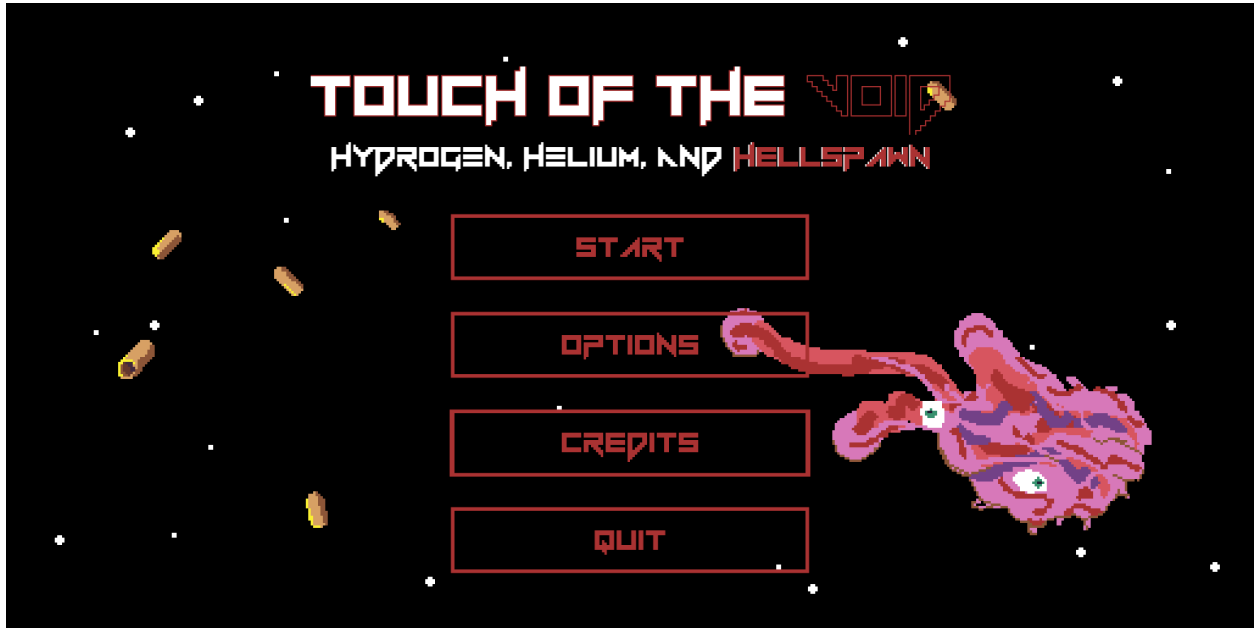 TOUCH OF THE VOID
HYDROGEN, HELIUM, AND HELLSPAWN
START
OPTIONS
CREDITS
QUIT